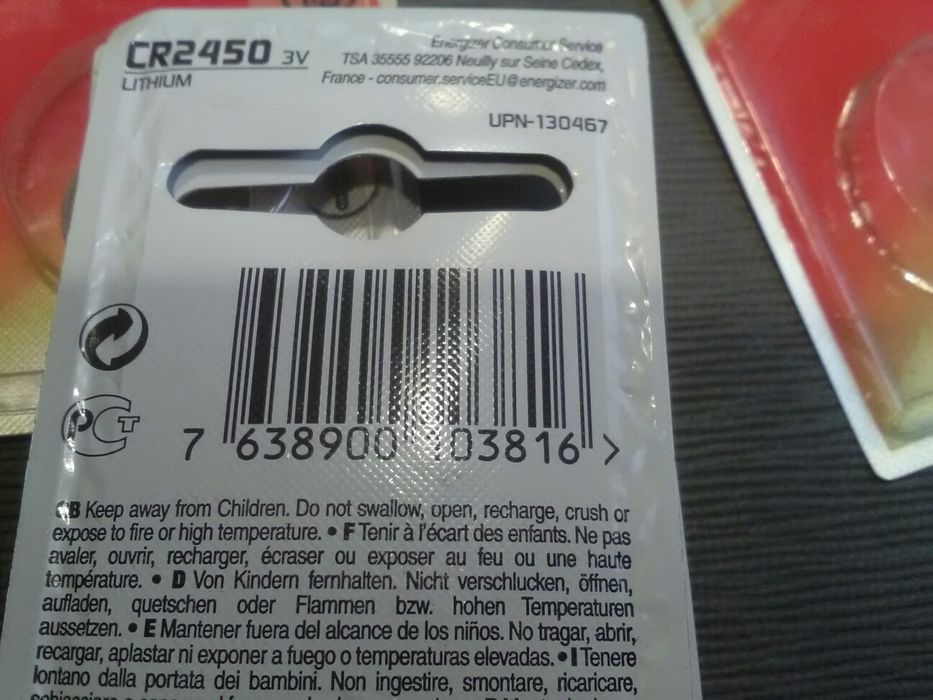 CR2450 3V
LITHIUM
Energizer Consumer Service
TSA 35555 92206 Neuilly sur Seine Cedex,
France - consumer.serviceEU@energizer.com
UPN-130467
7 638900 103816 >
PCT
GB Keep away from Children. Do not swallow, open, recharge, crush or
expose to fire or high temperature. • F Tenir à l'écart des enfants. Ne pas
avaler, ouvrir, recharger, écraser ou exposer au feu ou une haute
température. • D Von Kindern fernhalten. Nicht verschlucken, öffnen,
aufladen, quetschen oder Flammen bzw. hohen Temperaturen
aussetzen. • E Mantener fuera del alcance de los niños. No tragar, abrir,
recargar, aplastar ni exponer a fuego o temperaturas elevadas. • I Tenere
lontano dalla portata dei bambini. Non ingestire, smontare, ricaricare,